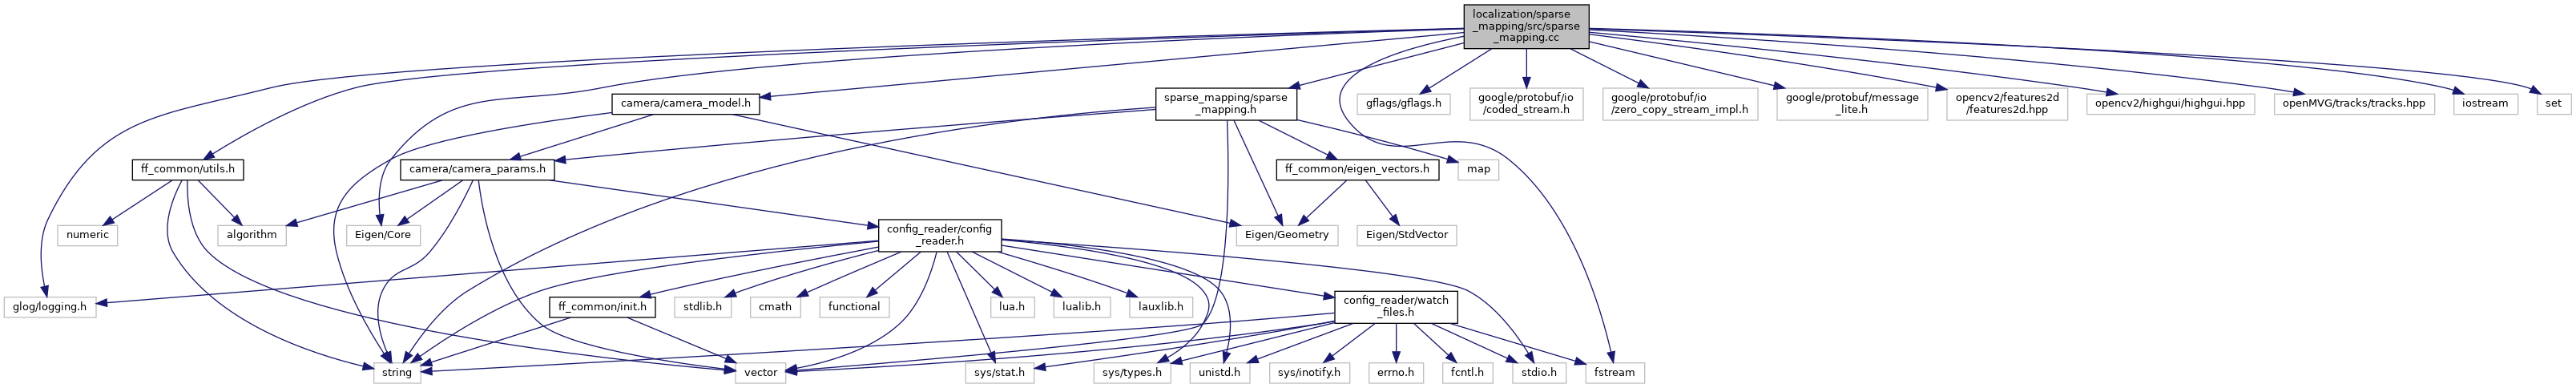 localization/sparse
_mapping/src/sparse
_mapping.cc
camera/camera_model.h
sparse_mapping/sparse
_mapping.h
gflags/gflags.h
google/protobuf/io
/coded_stream.h
google/protobuf/io
/zero_copy_stream_impl.h
google/protobuf/message
_lite.h
opencv2/features2d
/features2d.hpp
opencv2/highgui/highgui.hpp
openMVG/tracks/tracks.hpp
iostream
set
ff_common/utils.h
camera/camera_params.h
ff_common/eigen_vectors.h
map
numeric
algorithm
Eigen/Core
config_reader/config
_reader.h
Eigen/Geometry
Eigen/StdVector
glog/logging.h
ff_common/init.h
stdlib.h
cmath
functional
lua.h
lualib.h
lauxlib.h
config_reader/watch
_files.h
string
vector
sys/stat.h
sys/types.h
unistd.h
sys/inotify.h
errno.h
fcntl.h
stdio.h
fstream